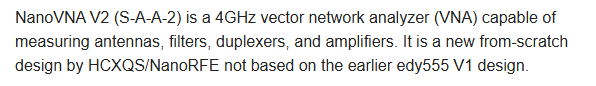 NanoVNA V2 (S-A-A-2) is a 4GHz vector network analyzer (VNA) capable of
measuring antennas, filters, duplexers, and amplifiers. It is a new from-scratch
design by HCXQS/NanoRFE not based on the earlier edy555 V1 design.